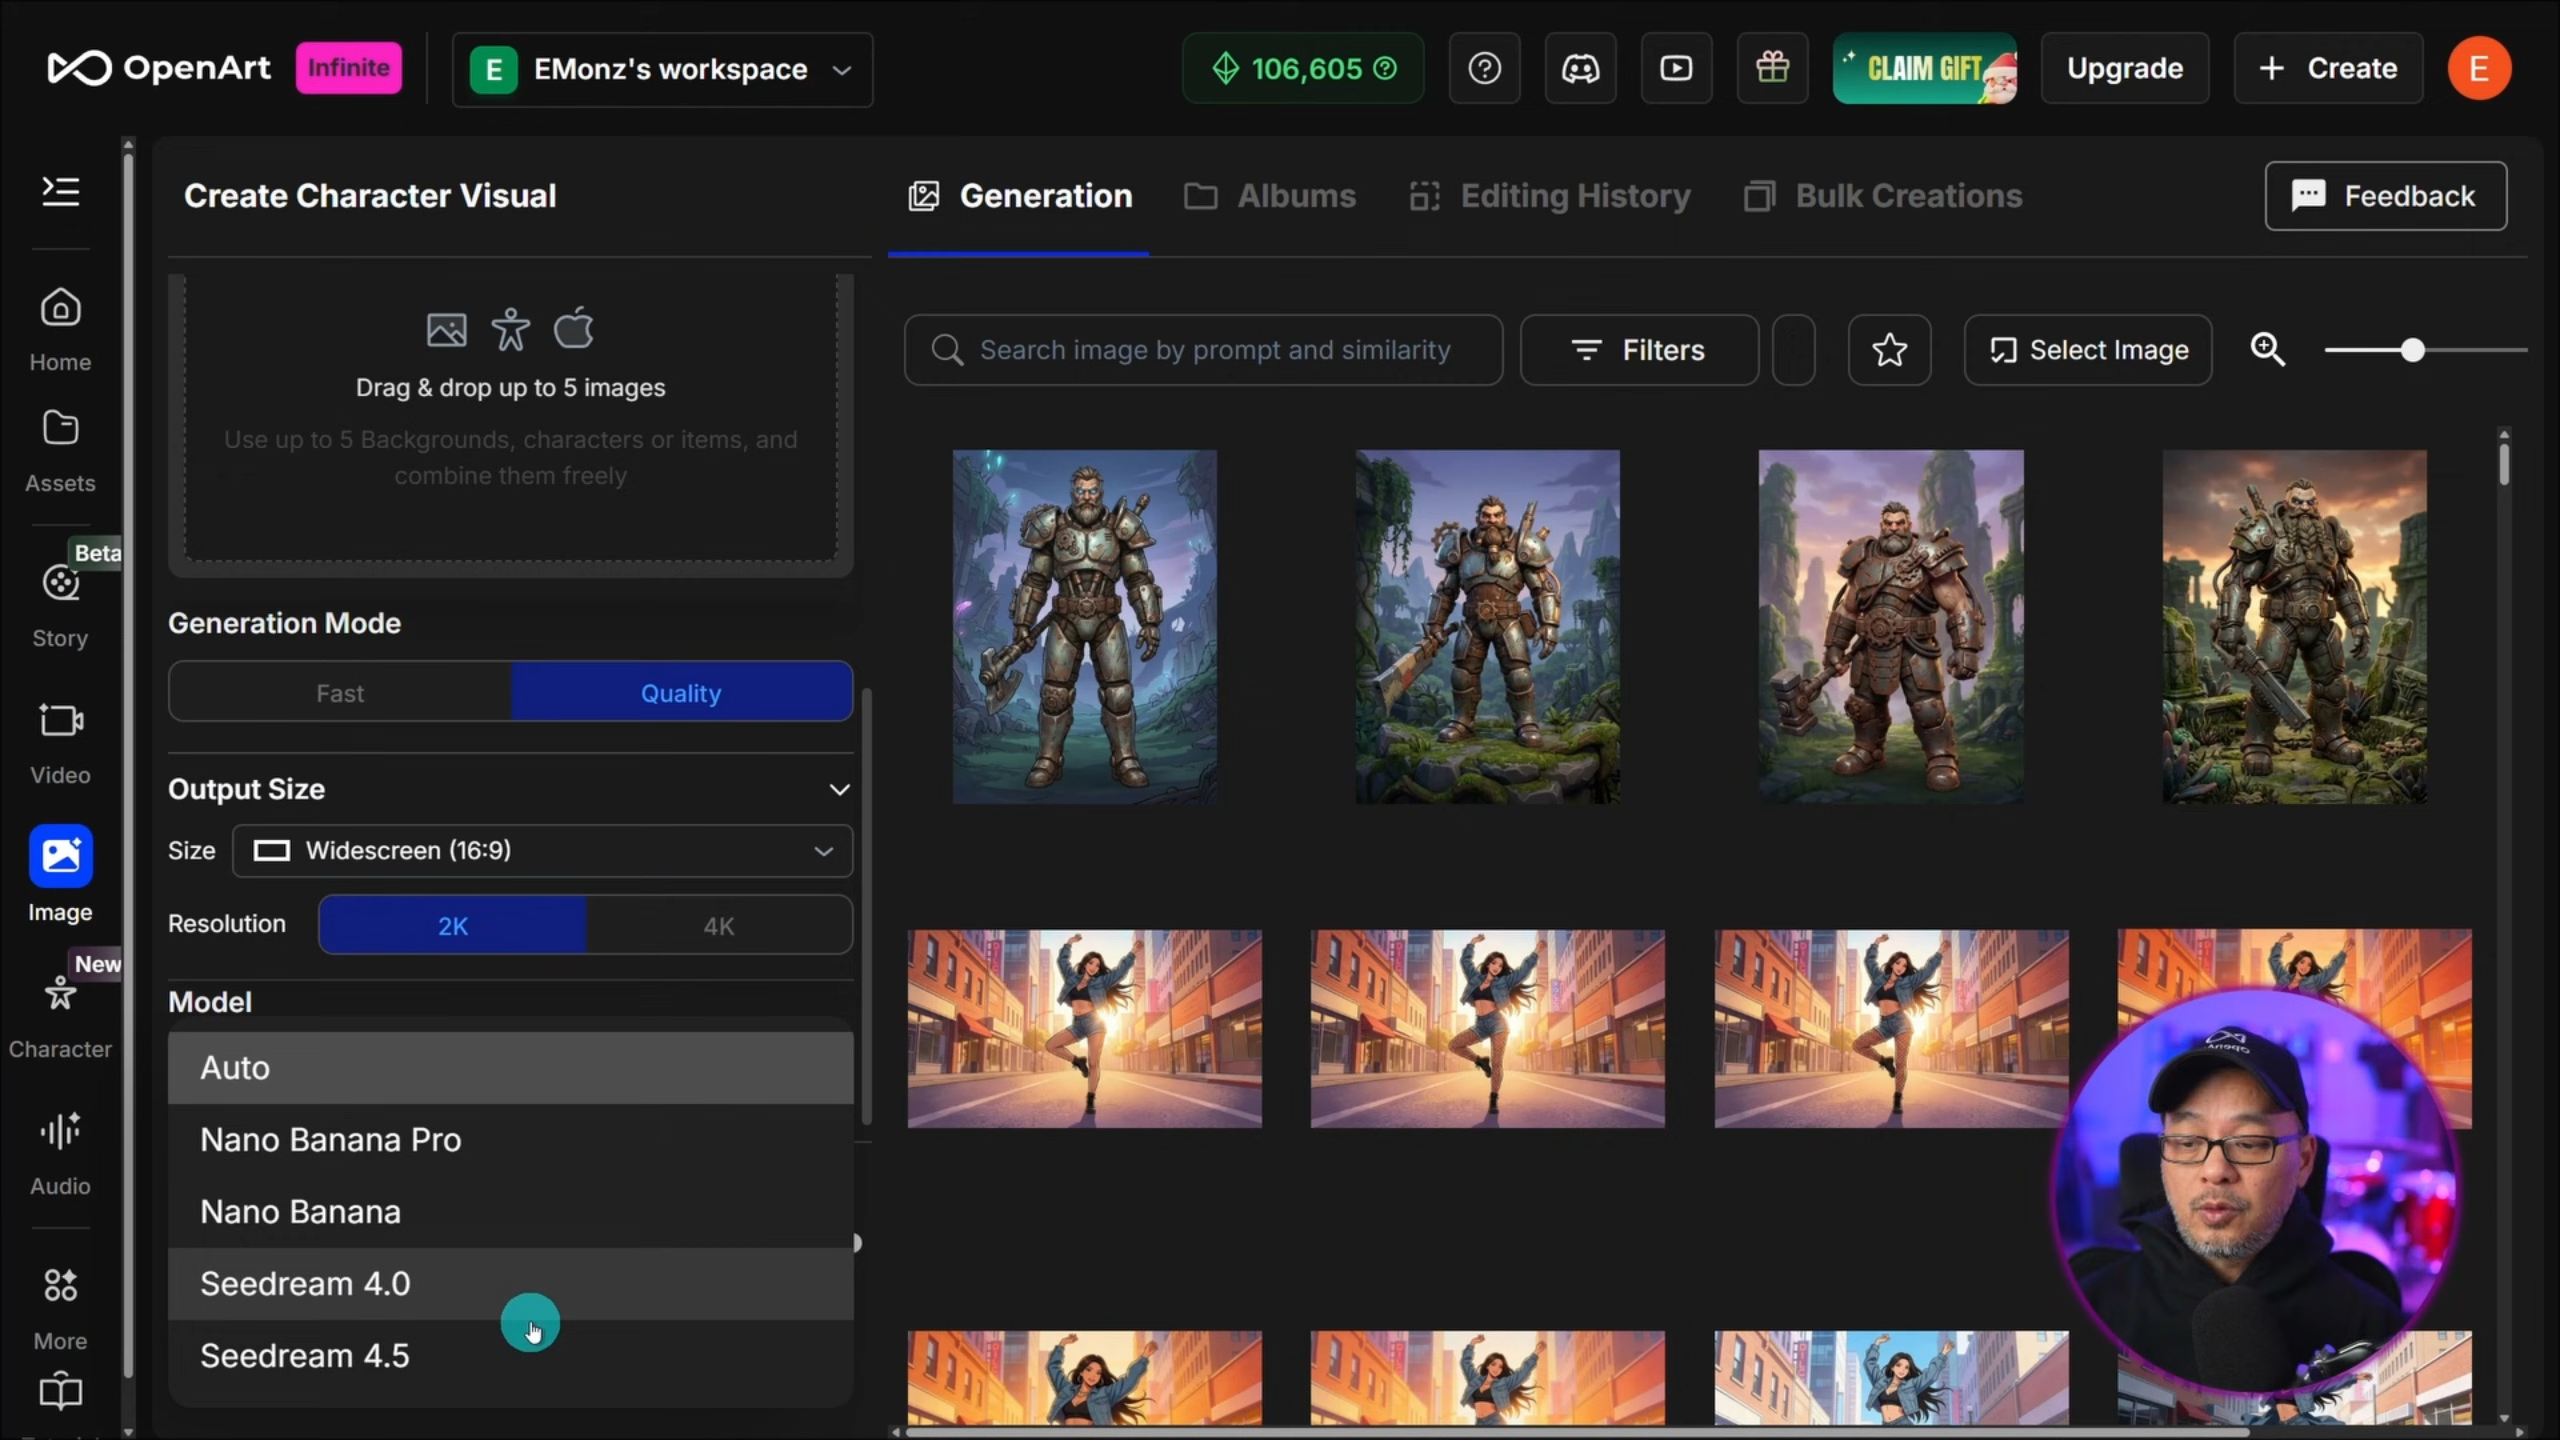 OpenArt
Infinite
E
EMonz's workspace
106,605
CLAIM GIFT
Upgrade
Create
E
Create Character Visual
Generation
Albums
Editing History
Bulk Creations
Feedback
Home
Assets
Beta
Story
Video
Image
New
Character
Audio
More
Drag & drop up to 5 images
Use up to 5 Backgrounds, characters or items, and
combine them freely
Generation Mode
Fast
Quality
Output Size
Size
Widescreen (16:9)
Resolution
2K
4K
Model
Auto
Nano Banana Pro
Nano Banana
Seedream 4.0
Seedream 4.5
Search image by prompt and similarity
Filters
Select Image